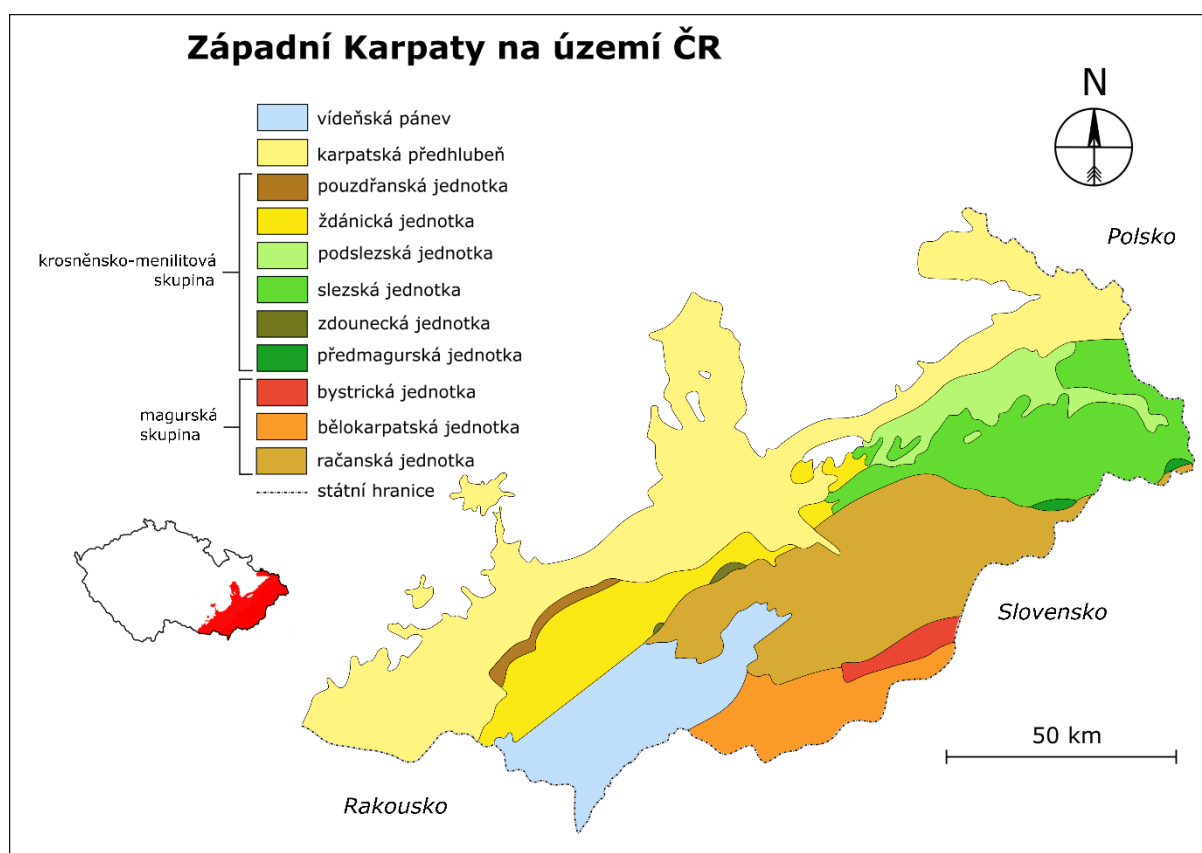 Západní Karpaty na území ČR
N
vídeňská pánev
karpatská předhlubeň
pouzdřanská jednotka
ždánická jednotka
podslezská jednotka
krosněnsko-menilitová
skupina
slezská jednotka
zdounecká jednotka
předmagurská jednotka
bystrická jednotka
magurská
skupina
bělokarpatská jednotka
račanská jednotka
státní hranice
Polsko
Slovensko
50 km
Rakousko